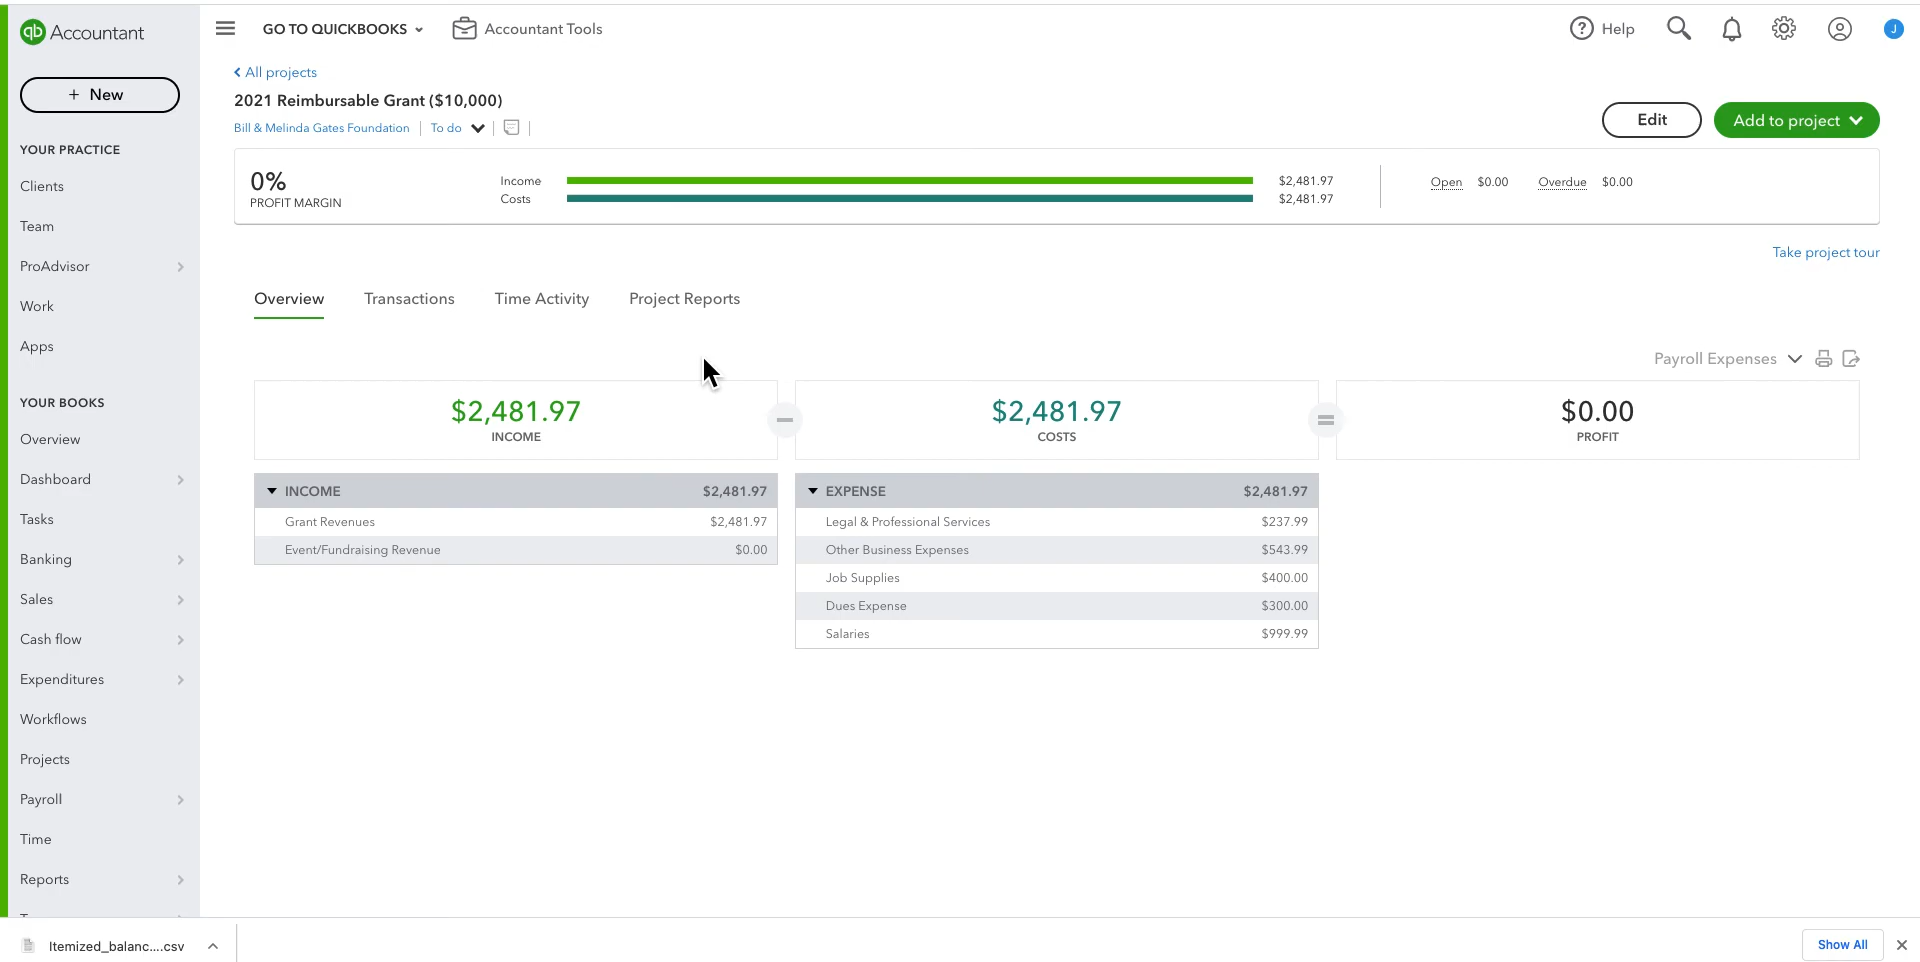 qb Accountant
GO TO QUICKBOOKS
Accountant Tools
Help
J
+ New
YOUR PRACTICE
Clients
Team
ProAdvisor
Work
Apps
YOUR BOOKS
Overview
Dashboard
Tasks
Banking
Sales
Cash flow
Expenditures
Workflows
Projects
Payroll
Time
Reports
All projects
2021 Reimbursable Grant ($10,000)
Bill & Melinda Gates Foundation
To do
Edit
Add to project
0%
PROFIT MARGIN
Income $2,481.97
Costs $2,481.97
Open $0.00 Overdue $0.00
Take project tour
Overview Transactions Time Activity Project Reports
Payroll Expenses
$2,481.97
INCOME
$2,481.97
COSTS
$0.00
PROFIT
INCOME $2,481.97
Grant Revenues $2,481.97
Event/Fundraising Revenue $0.00
EXPENSE $2,481.97
Legal & Professional Services $237.99
Other Business Expenses $543.99
Job Supplies $400.00
Dues Expense $300.00
Salaries $999.99
Itemized_balanc....csv
Show All